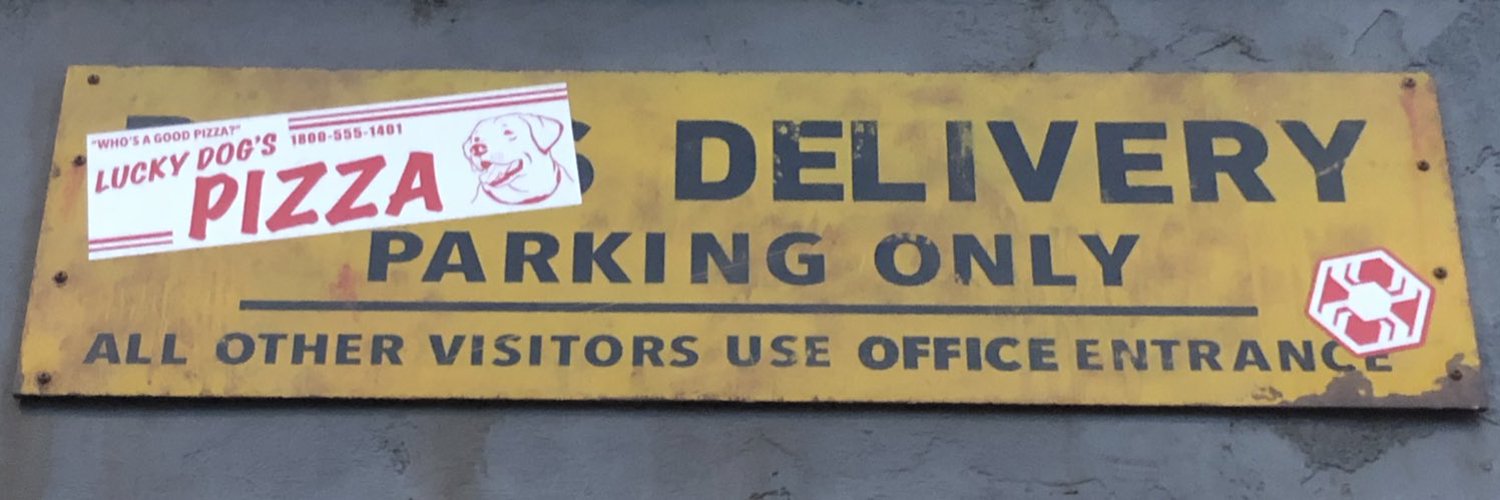 "WHO'S A GOOD PIZZA?"
1800-555-1401
LUCKY DOG'S
PIZZA
DELIVERY
PARKING ONLY
ALL OTHER VISITORS USE OFFICE ENTRANCE